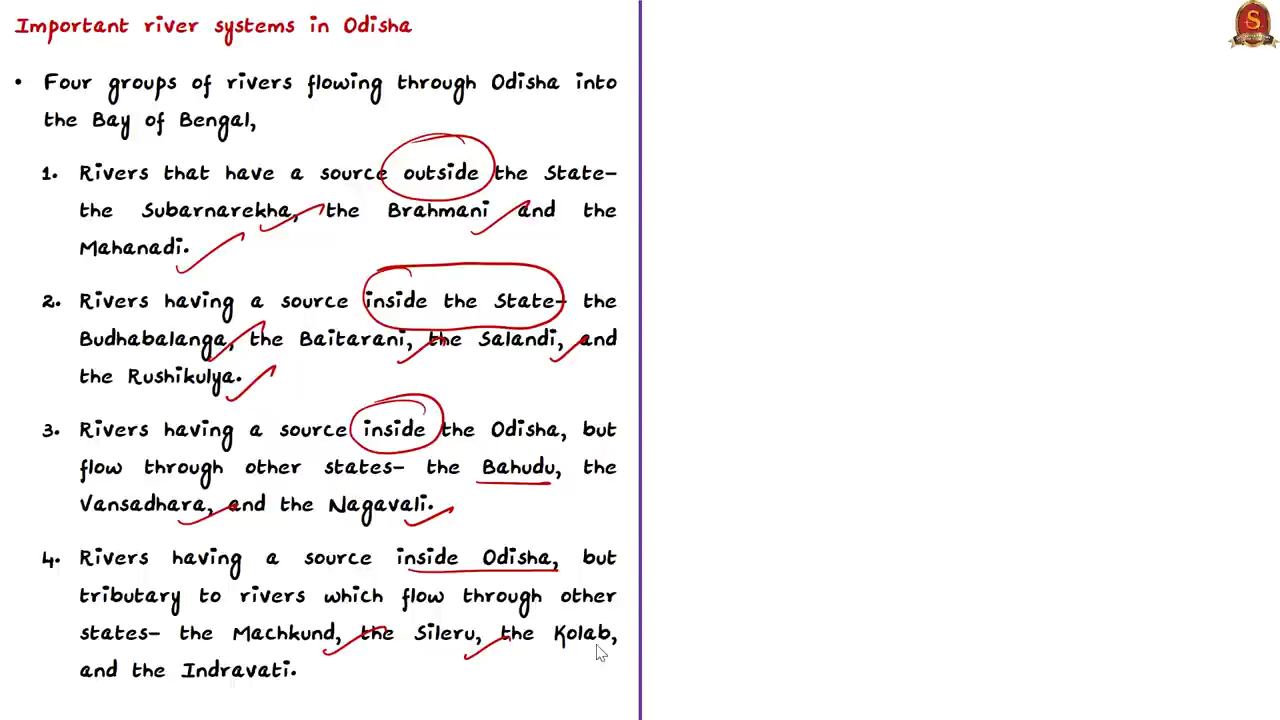 Important river systems in Odisha
• Four groups of rivers flowing through Odisha into
the Bay of Bengal,
1. Rivers that have a source outside the State-
the Subarnarekha, the Brahmani and the
Mahanadi.
2. Rivers having a source inside the State- the
Budhabalanga, the Baitarani, the Salandi, and
the Rushikulya.
3. Rivers having a source inside the Odisha, but
flow through other states- the Bahudu, the
Vansadhara, and the Nagavali.
4. Rivers having a source inside Odisha, but
tributary to rivers which flow through other
states- the Machkund, the Sileru, the Kolab,
and the Indravati.
S